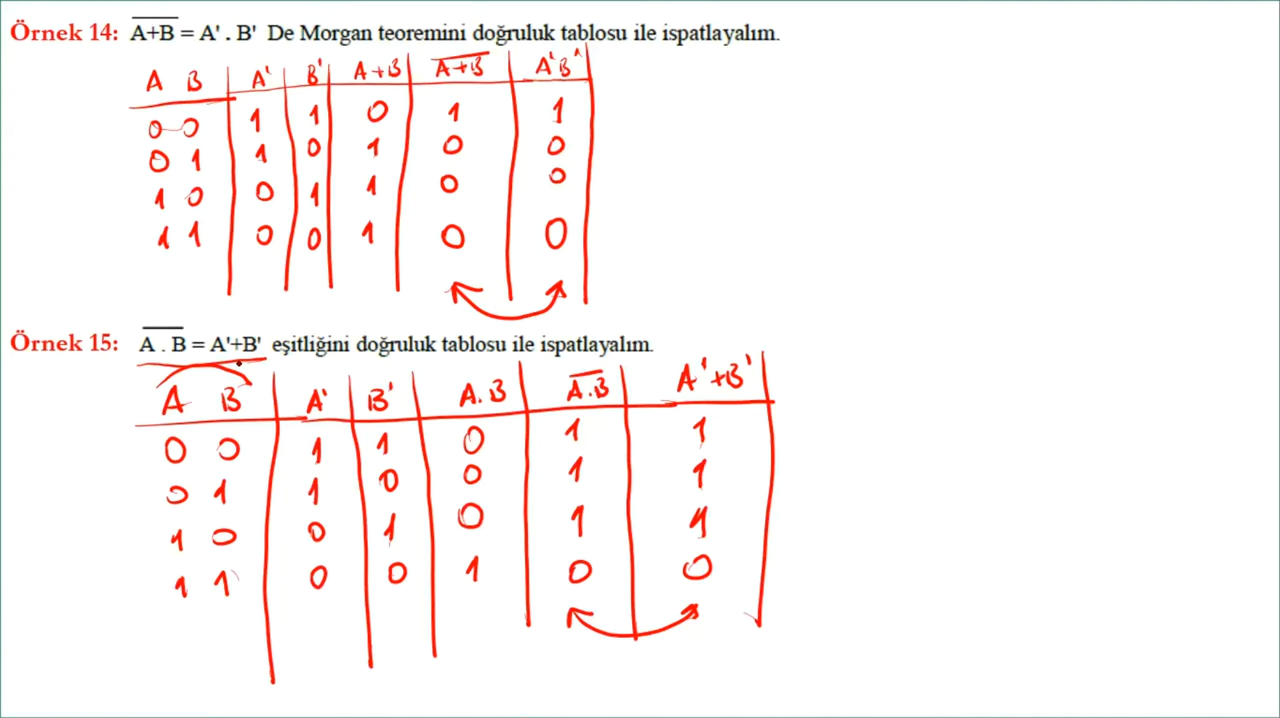 Örnek 14: A̅+̅B̅ = A' . B' De Morgan teoremini doğruluk tablosu ile ispatlayalım.
A B A' B' A+B A̅+̅B̅ A'B'
0 0 1 1 0 1 1
0 1 1 0 1 0 0
1 0 0 1 1 0 0
1 1 0 0 1 0 0
Örnek 15: A̅ ̅.̅ ̅B̅ = A'+B' eşitliğini doğruluk tablosu ile ispatlayalım.
A B A' B' A.B A̅.̅B̅ A'+B'
0 0 1 1 0 1 1
0 1 1 0 0 1 1
1 0 0 1 0 1 1
1 1 0 0 1 0 0